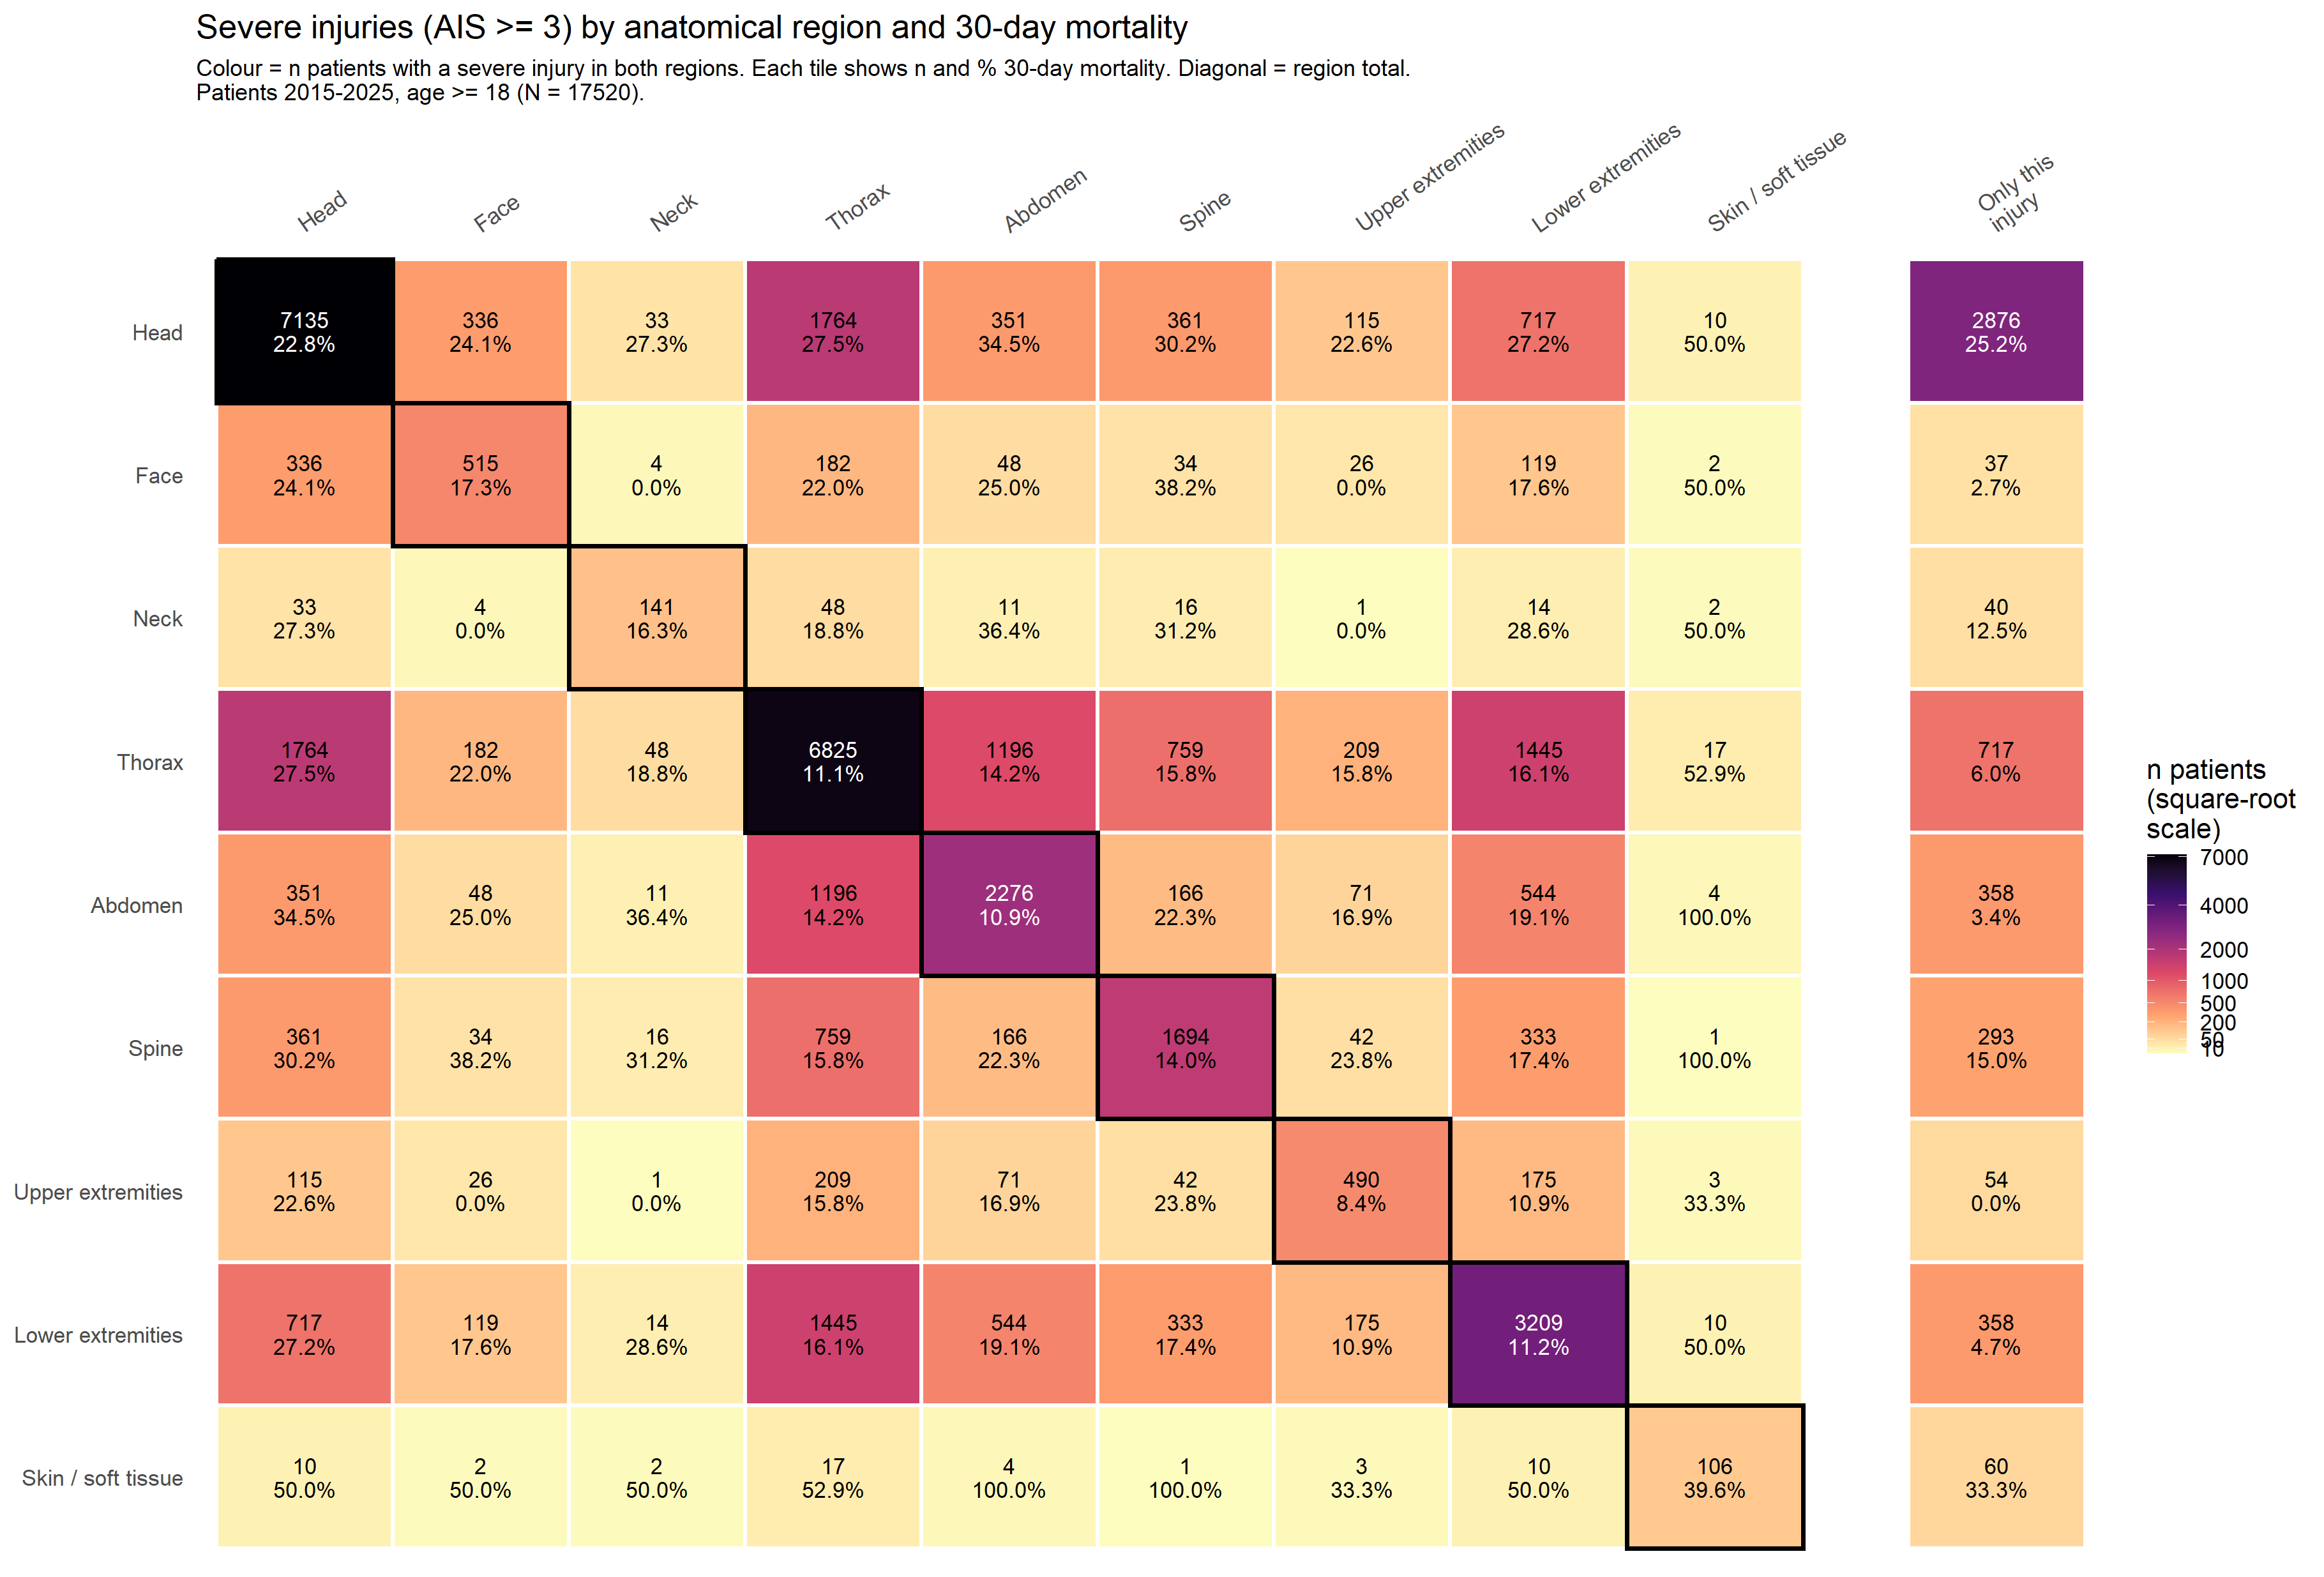 Severe injuries (AIS >= 3) by anatomical region and 30-day mortality
Colour = n patients with a severe injury in both regions. Each tile shows n and % 30-day mortality. Diagonal = region total.
Patients 2015-2025, age >= 18 (N = 17520).
Head Face Neck Thorax Abdomen Spine Upper extremities Lower extremities Skin / soft tissue Only this
injury
Head
7135 336 33 1764 351 361 115 717 10 2876
22.8% 24.1% 27.3% 27.5% 34.5% 30.2% 22.6% 27.2% 50.0% 25.2%
Face
336 515 4 182 48 34 26 119 2 37
24.1% 17.3% 0.0% 22.0% 25.0% 38.2% 0.0% 17.6% 50.0% 2.7%
Neck
33 4 141 48 11 16 1 14 2 40
27.3% 0.0% 16.3% 18.8% 36.4% 31.2% 0.0% 28.6% 50.0% 12.5%
Thorax
1764 182 48 6825 1196 759 209 1445 17 717
27.5% 22.0% 18.8% 11.1% 14.2% 15.8% 15.8% 16.1% 52.9% 6.0%
Abdomen
351 48 11 1196 2276 166 71 544 4 358
34.5% 25.0% 36.4% 14.2% 10.9% 22.3% 16.9% 19.1% 100.0% 3.4%
Spine
361 34 16 759 166 1694 42 333 1 293
30.2% 38.2% 31.2% 15.8% 22.3% 14.0% 23.8% 17.4% 100.0% 15.0%
Upper extremities
115 26 1 209 71 42 490 175 3 54
22.6% 0.0% 0.0% 15.8% 16.9% 23.8% 8.4% 10.9% 33.3% 0.0%
Lower extremities
717 119 14 1445 544 333 175 3209 10 358
27.2% 17.6% 28.6% 16.1% 19.1% 17.4% 10.9% 11.2% 50.0% 4.7%
Skin / soft tissue
10 2 2 17 4 1 3 10 106 60
50.0% 50.0% 50.0% 52.9% 100.0% 100.0% 33.3% 50.0% 39.6% 33.3%
n patients
(square-root
scale)
7000
4000
2000
1000
500
200
50
10